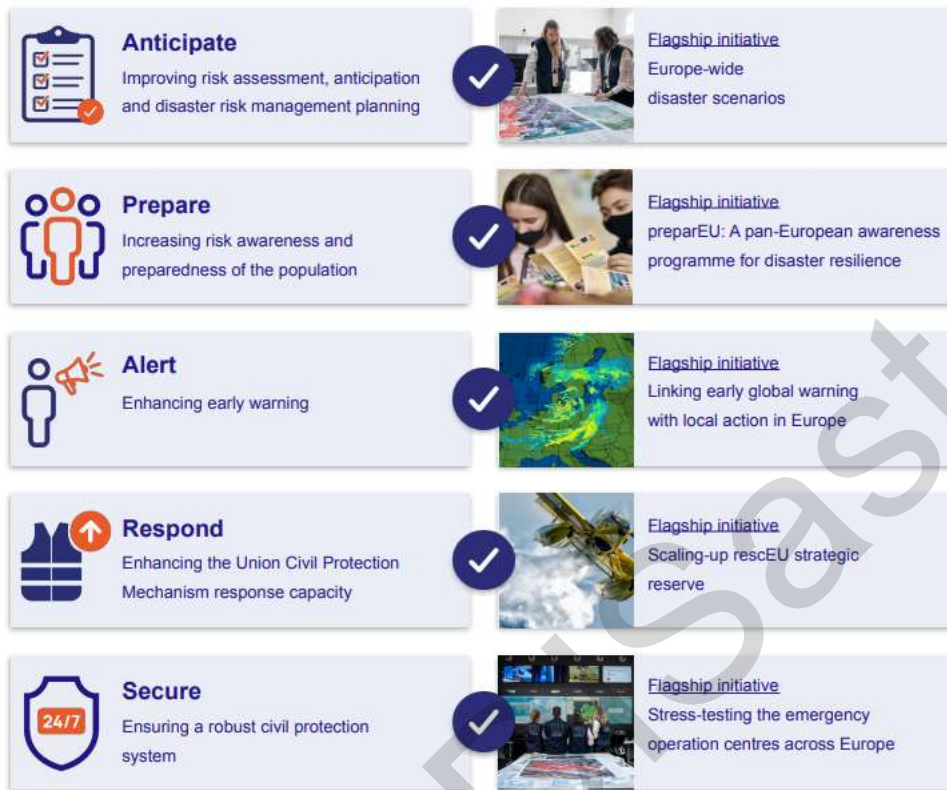 Anticipate
Improving risk assessment, anticipation
and disaster risk management planning
Flagship initiative
Europe-wide
disaster scenarios
Prepare
Increasing risk awareness and
preparedness of the population
Flagship initiative
preparEU: A pan-European awareness
programme for disaster resilience
Alert
Enhancing early warning
Flagship initiative
Linking early global warning
with local action in Europe
Respond
Enhancing the Union Civil Protection
Mechanism response capacity
Flagship initiative
Scaling-up rescEU strategic
reserve
24/7
Secure
Ensuring a robust civil protection
system
Flagship initiative
Stress-testing the emergency
operation centres across Europe